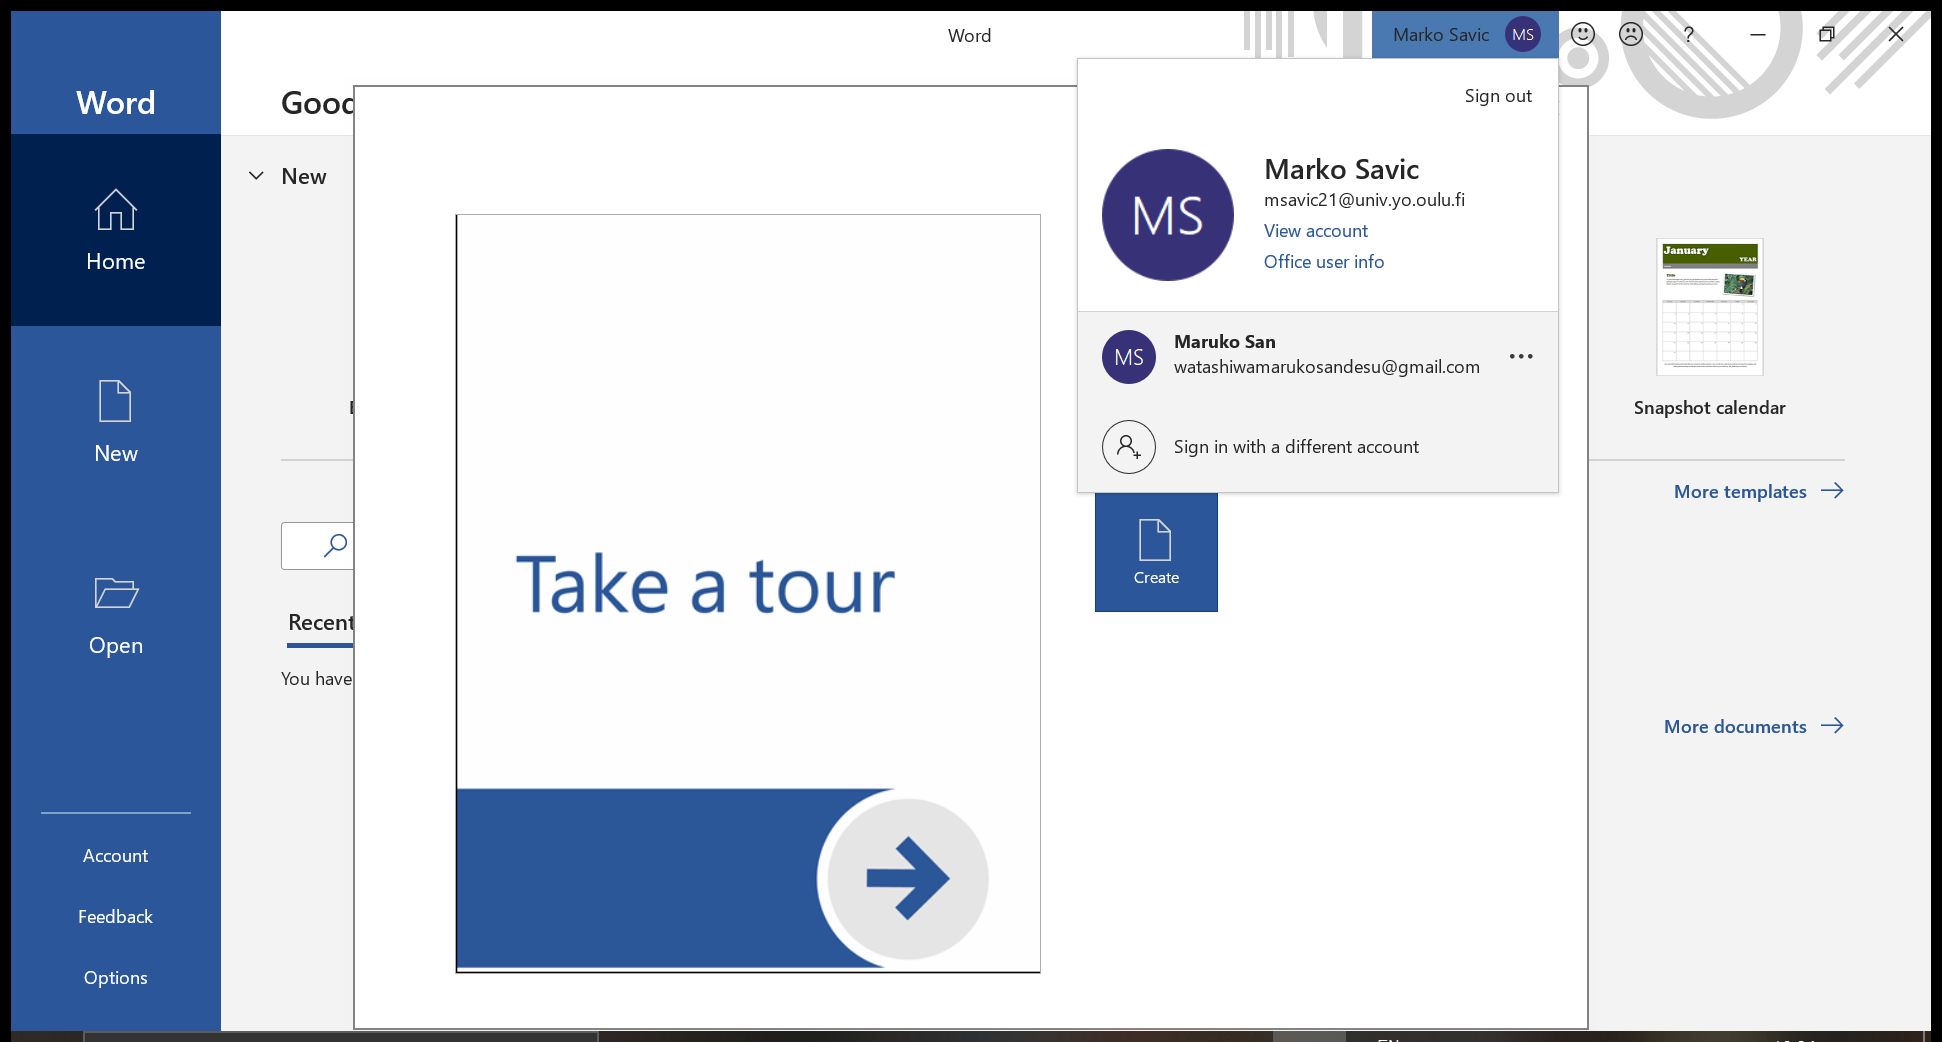 Word
Marko Savic MS
?
Word
Good
Sign out
Marko Savic
msavic21@univ.yo.oulu.fi
View account
Office user info
MS
New
Home
January
YEAR
MS
Maruko San
watashiwamarukosandesu@gmail.com
Snapshot calendar
Sign in with a different account
New
More templates
Create
Take a tour
Recent
Open
You have
More documents
Account
Feedback
Options